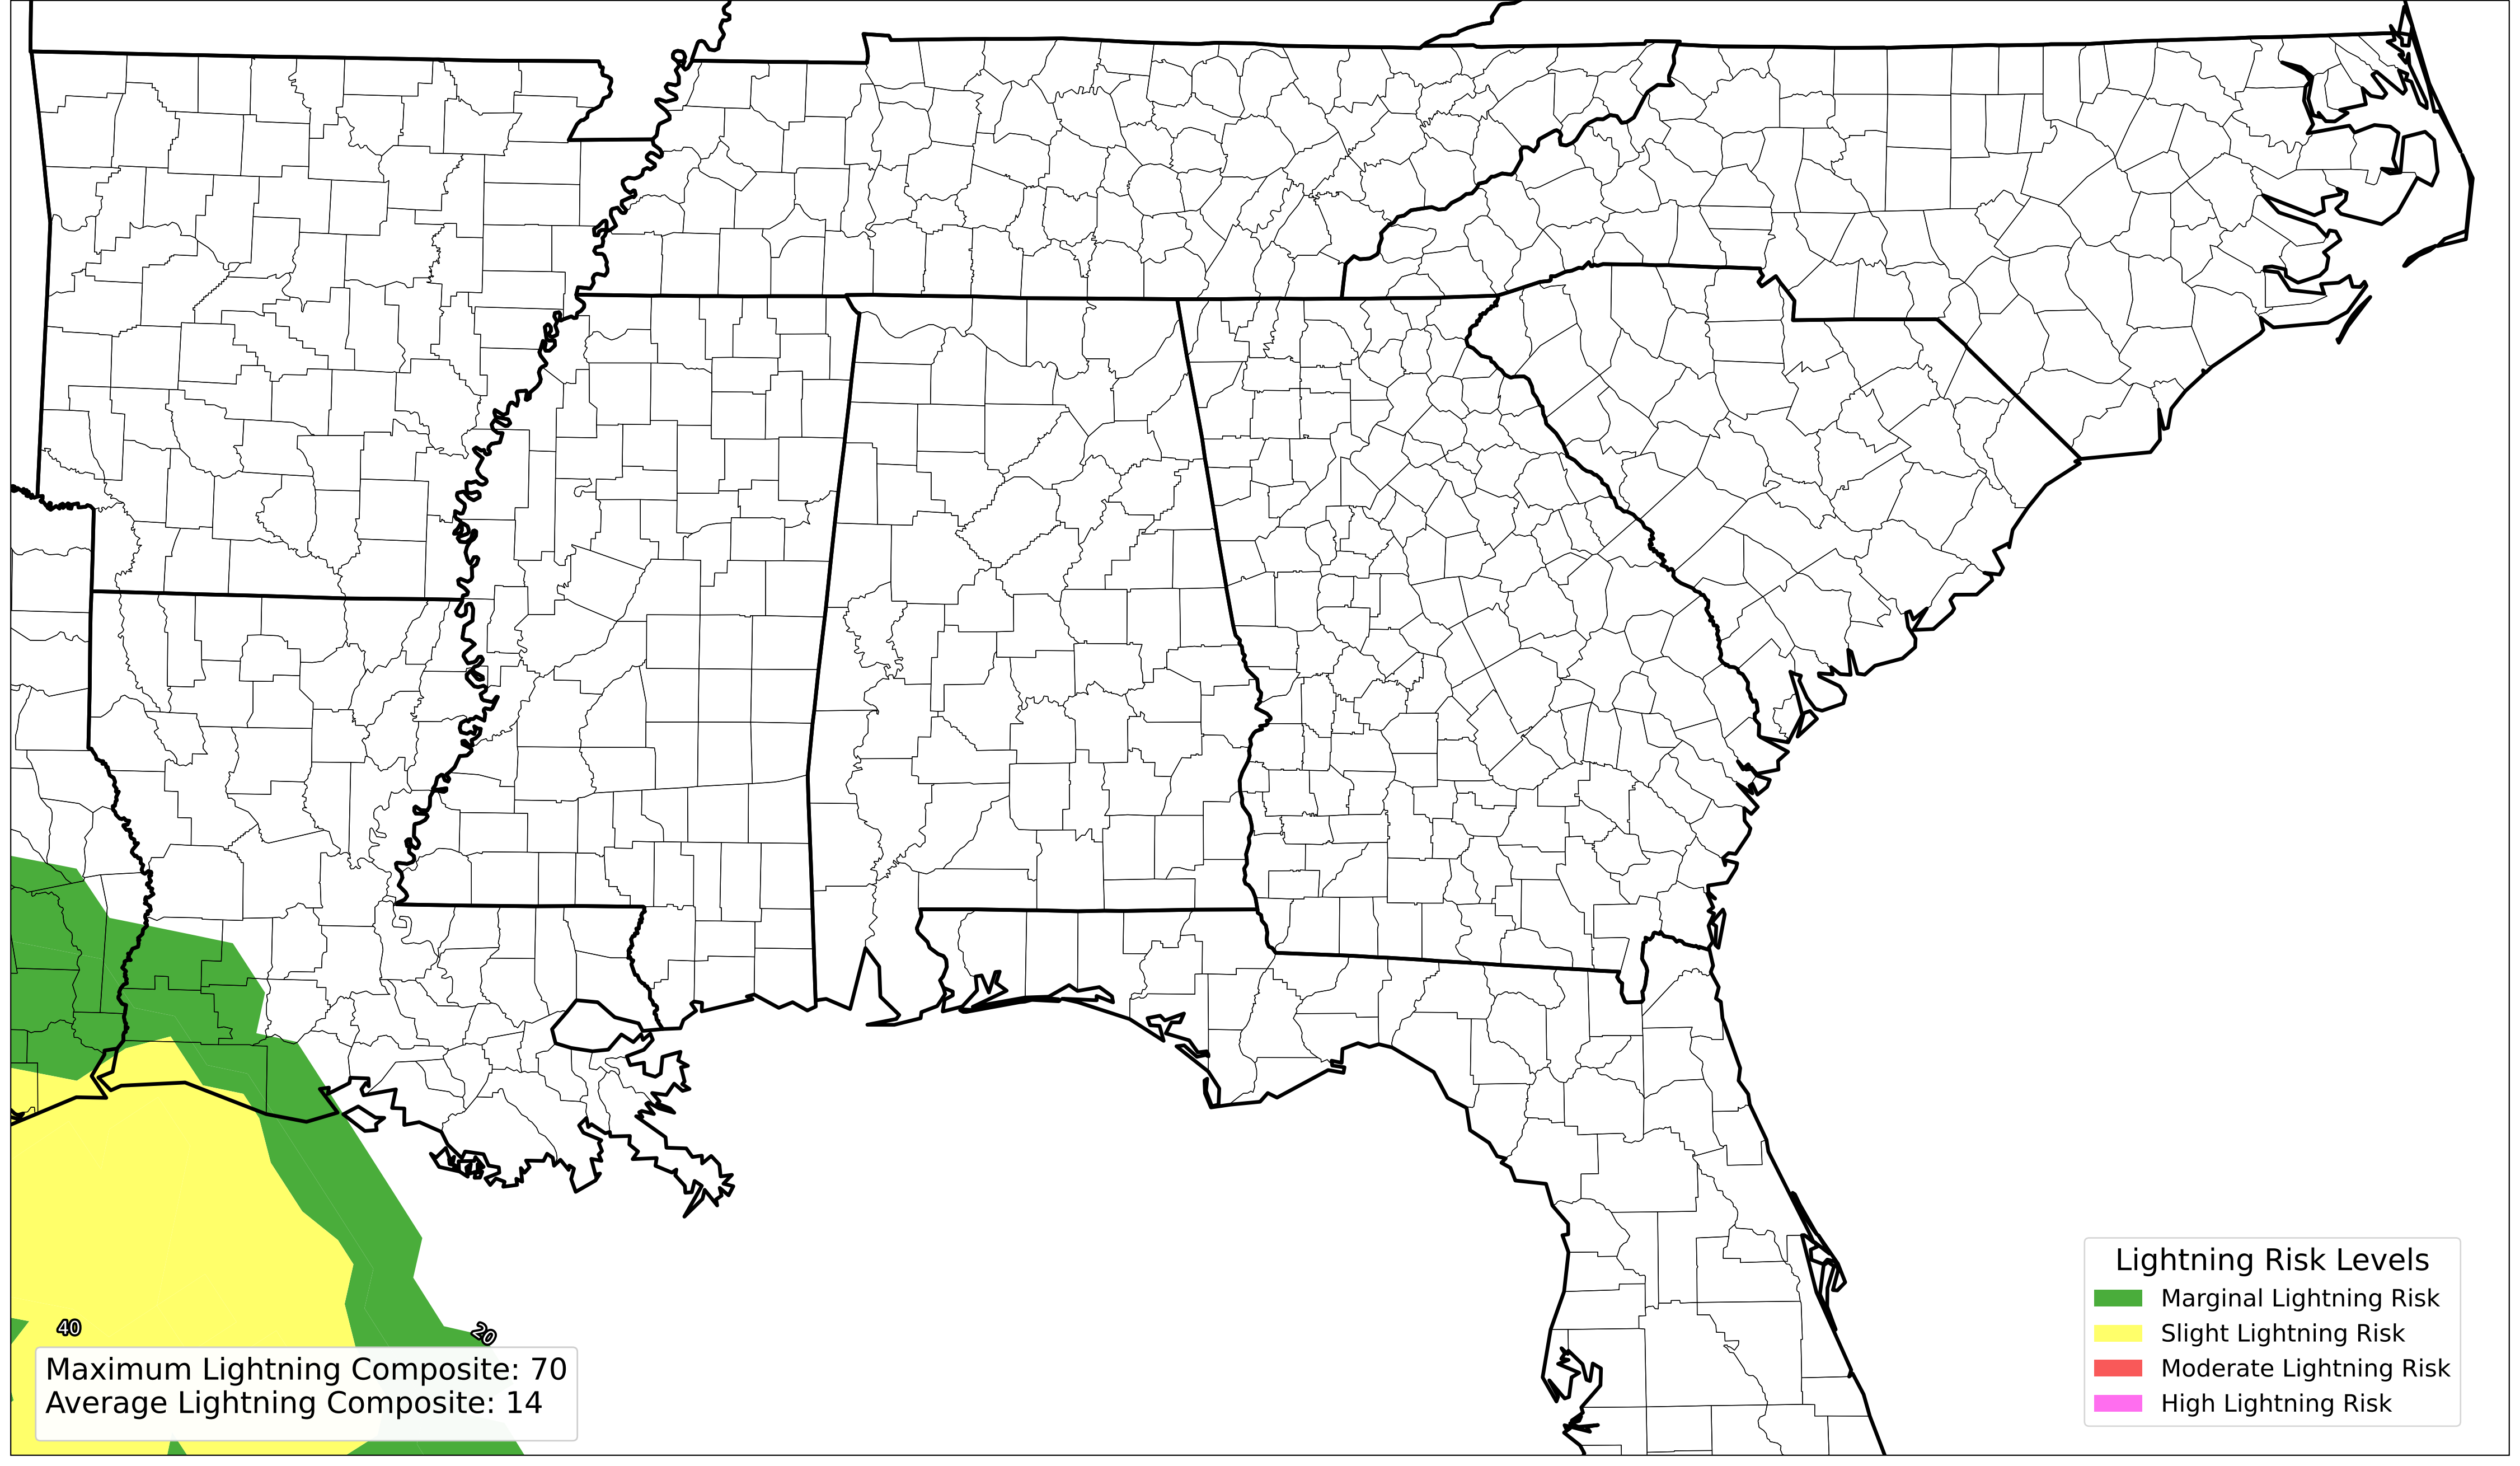 40
20
Maximum Lightning Composite: 70
Average Lightning Composite: 14
Lightning Risk Levels
Marginal Lightning Risk
Slight Lightning Risk
Moderate Lightning Risk
High Lightning Risk